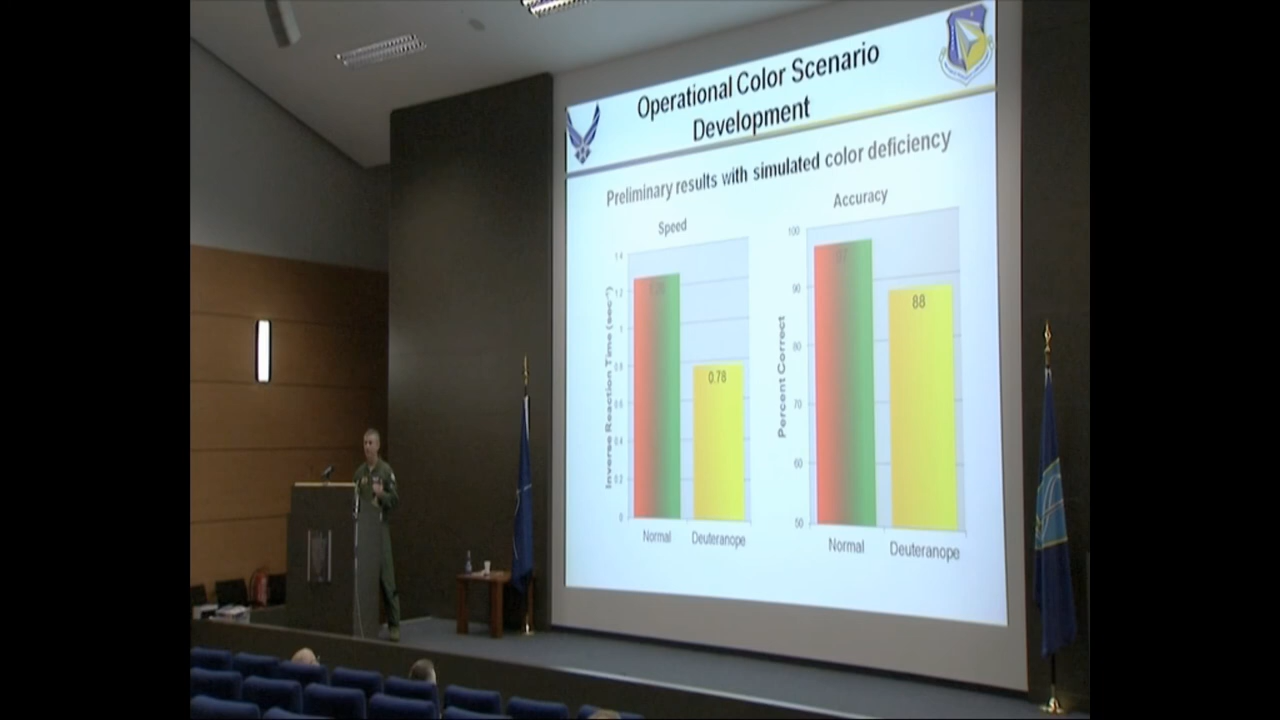 Operational Color Scenario
Development
Preliminary results with simulated color deficiency
Speed
Inverse Reaction Time (sec⁻¹)
1.4
1.2
1
0.8
0.6
0.4
0.2
0
0.78
Normal
Deuteranope
Accuracy
Percent Correct
100
90
80
70
60
50
97
88
Normal
Deuteranope